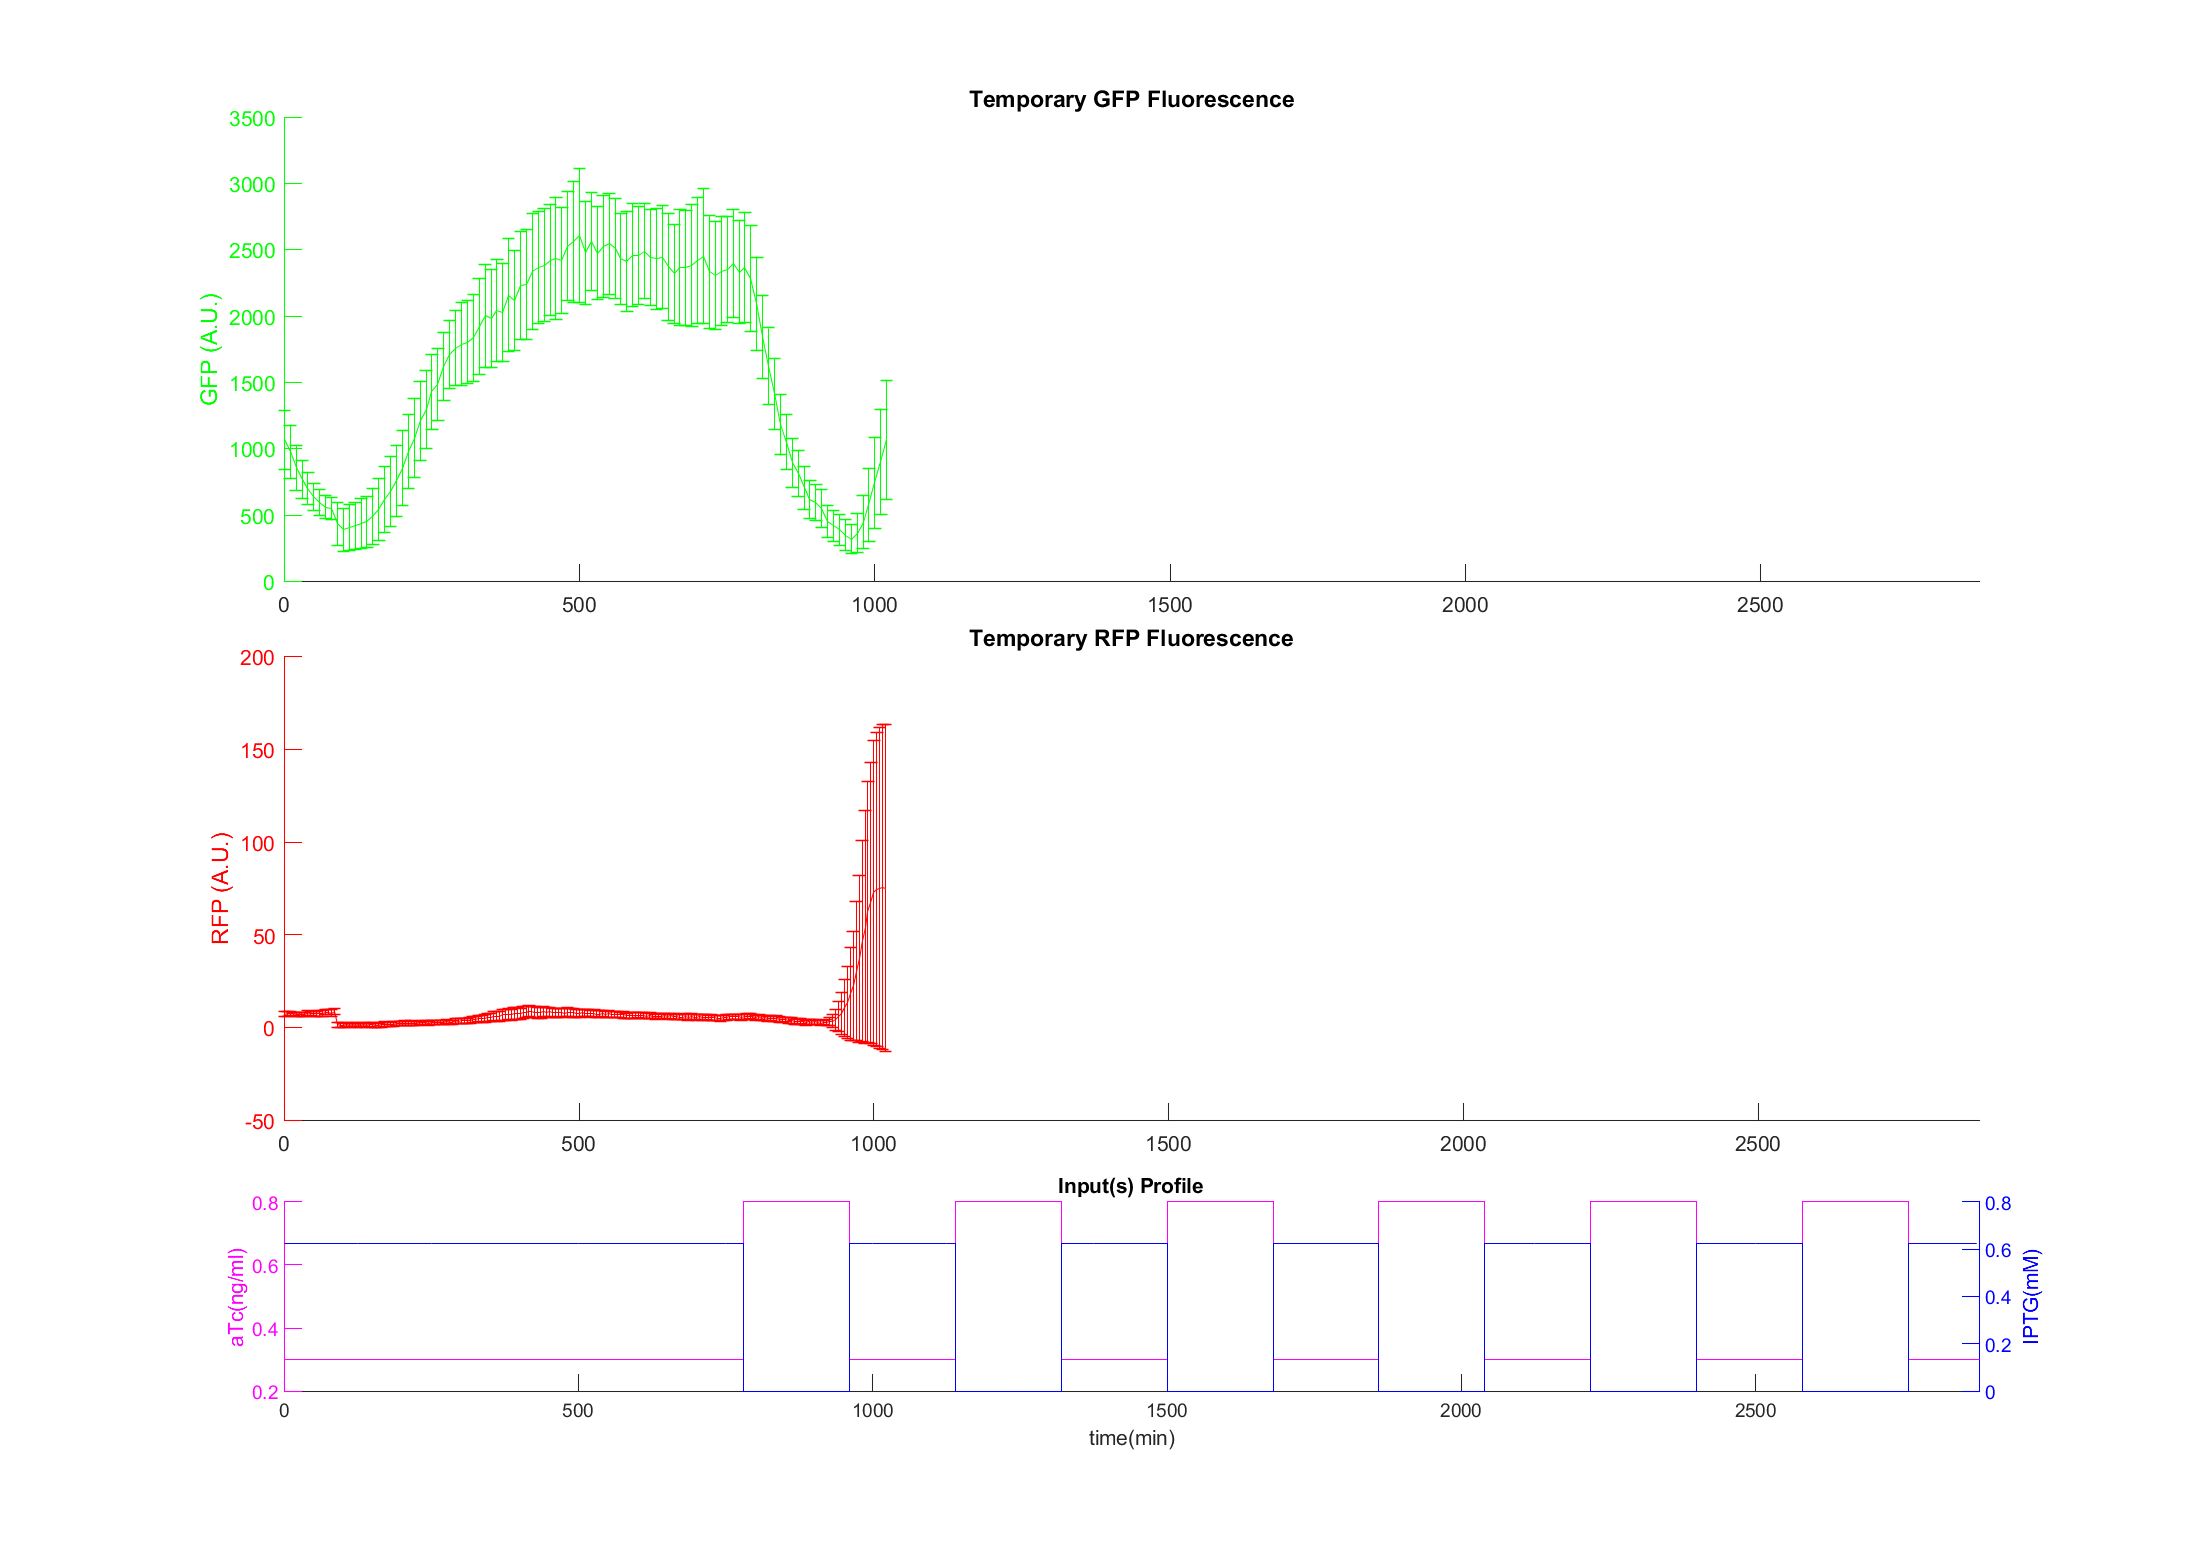 Temporary GFP Fluorescence
3500
3000
2500
2000
1500
1000
500
0
GFP (A.U.)
0 500 1000 1500 2000 2500
Temporary RFP Fluorescence
200
150
100
50
0
-50
RFP (A.U.)
0 500 1000 1500 2000 2500
Input(s) Profile
0.8
0.6
0.4
0.2
aTc(ng/ml)
0.8
0.6
0.4
0.2
0
IPTG(mM)
0 500 1000 1500 2000 2500
time(min)